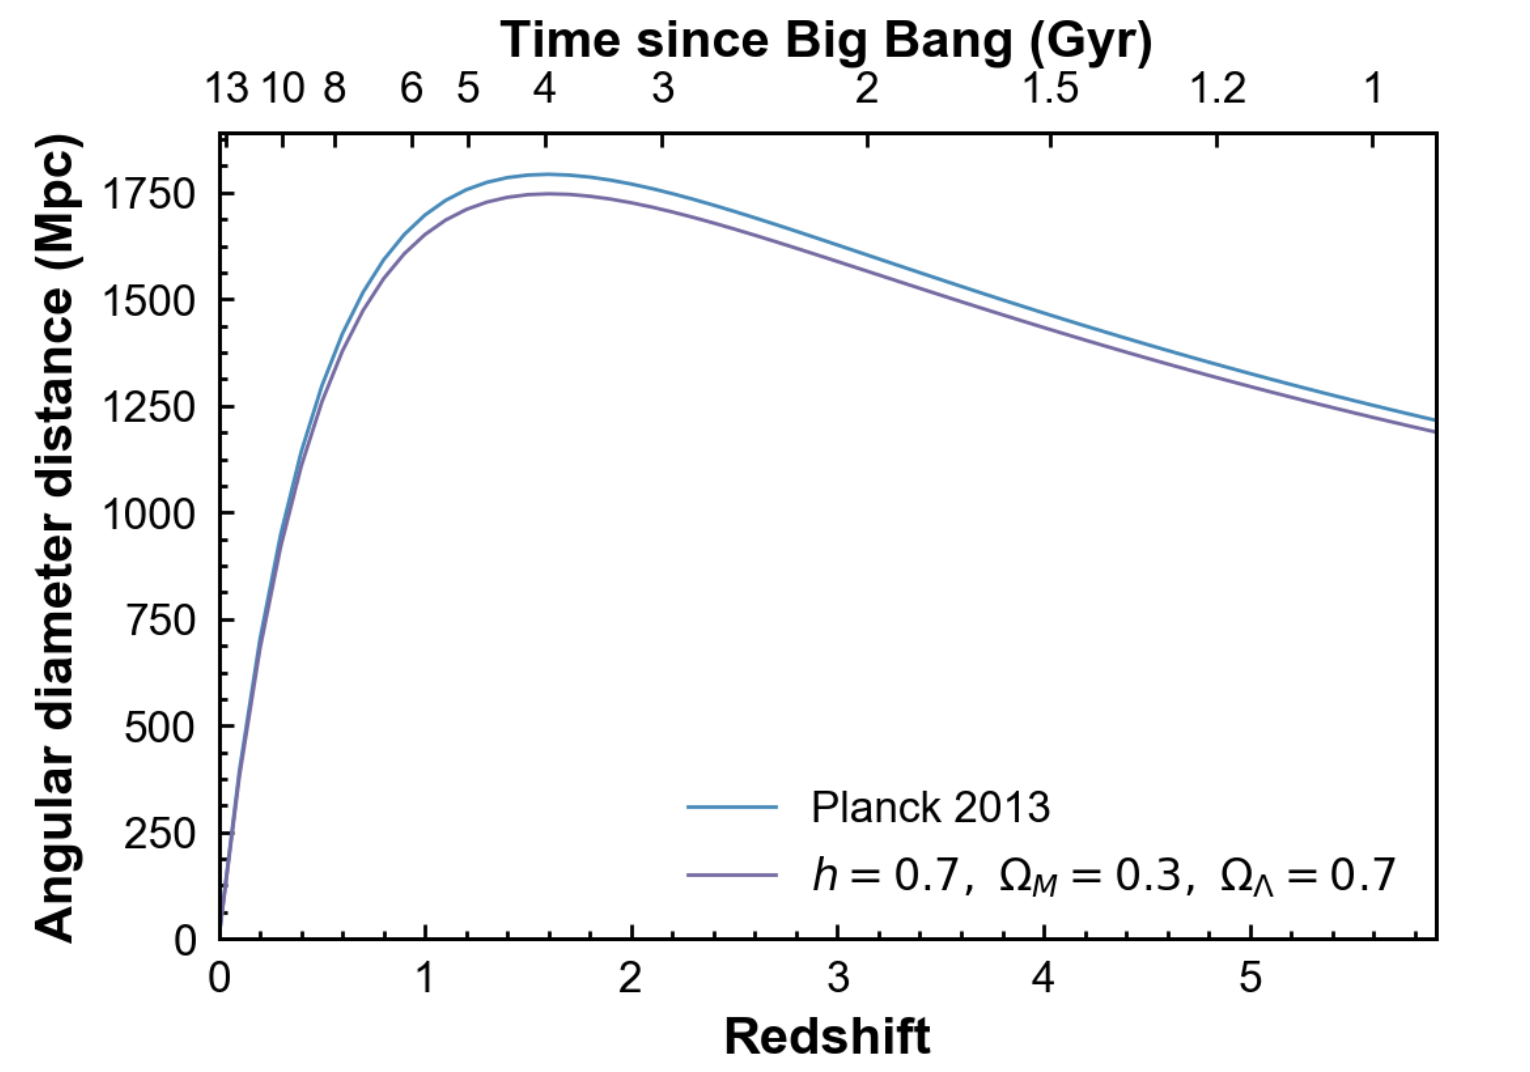 Time since Big Bang (Gyr)
13 10 8 6 5 4 3 2 1.5 1.2 1
Angular diameter distance (Mpc)
1750
1500
1250
1000
750
500
250
0
Planck 2013
h = 0.7, Ω_M = 0.3, Ω_Λ = 0.7
0 1 2 3 4 5
Redshift